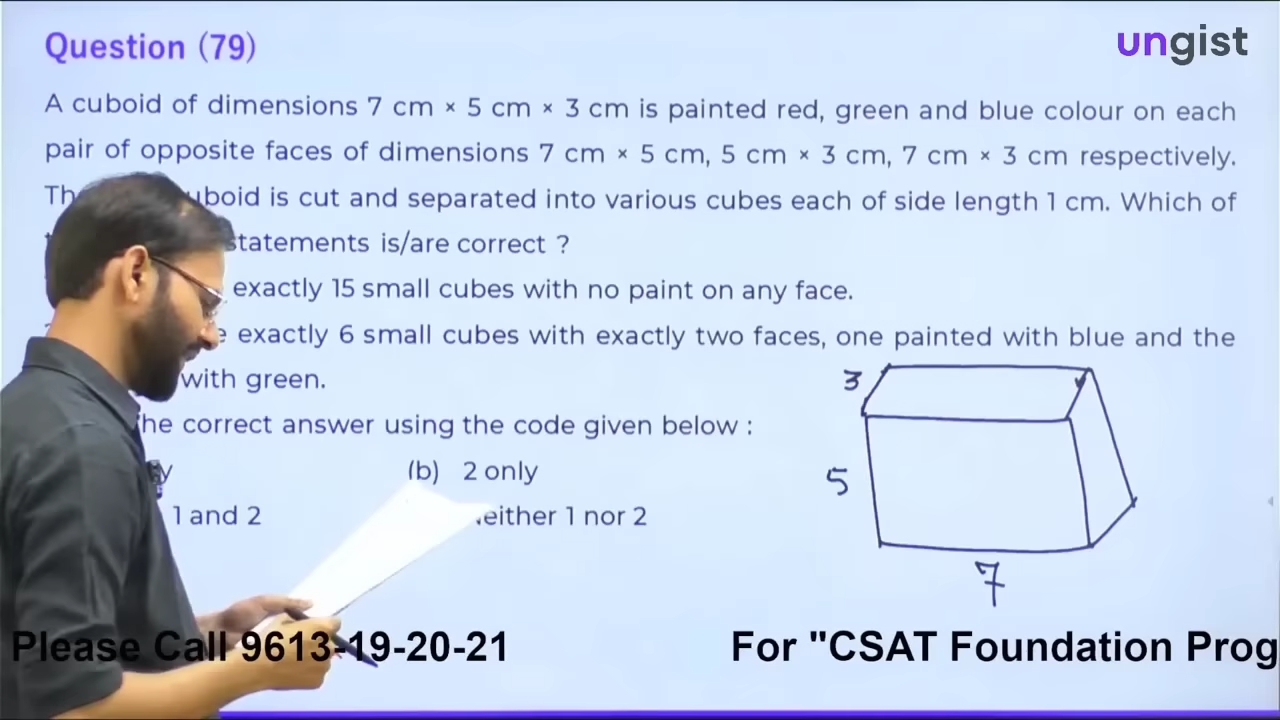 Question (79)
ungist
A cuboid of dimensions 7 cm × 5 cm × 3 cm is painted red, green and blue colour on each
pair of opposite faces of dimensions 7 cm × 5 cm, 5 cm × 3 cm, 7 cm × 3 cm respectively.
is cut and separated into various cubes each of side length 1 cm. Which of
statements is/are correct ?
exactly 15 small cubes with no paint on any face.
exactly 6 small cubes with exactly two faces, one painted with blue and the
with green.
the correct answer using the code given below :
(b) 2 only
1 and 2
neither 1 nor 2
3
5
7
Please Call 9613-19-20-21
For "CSAT Foundation Prog